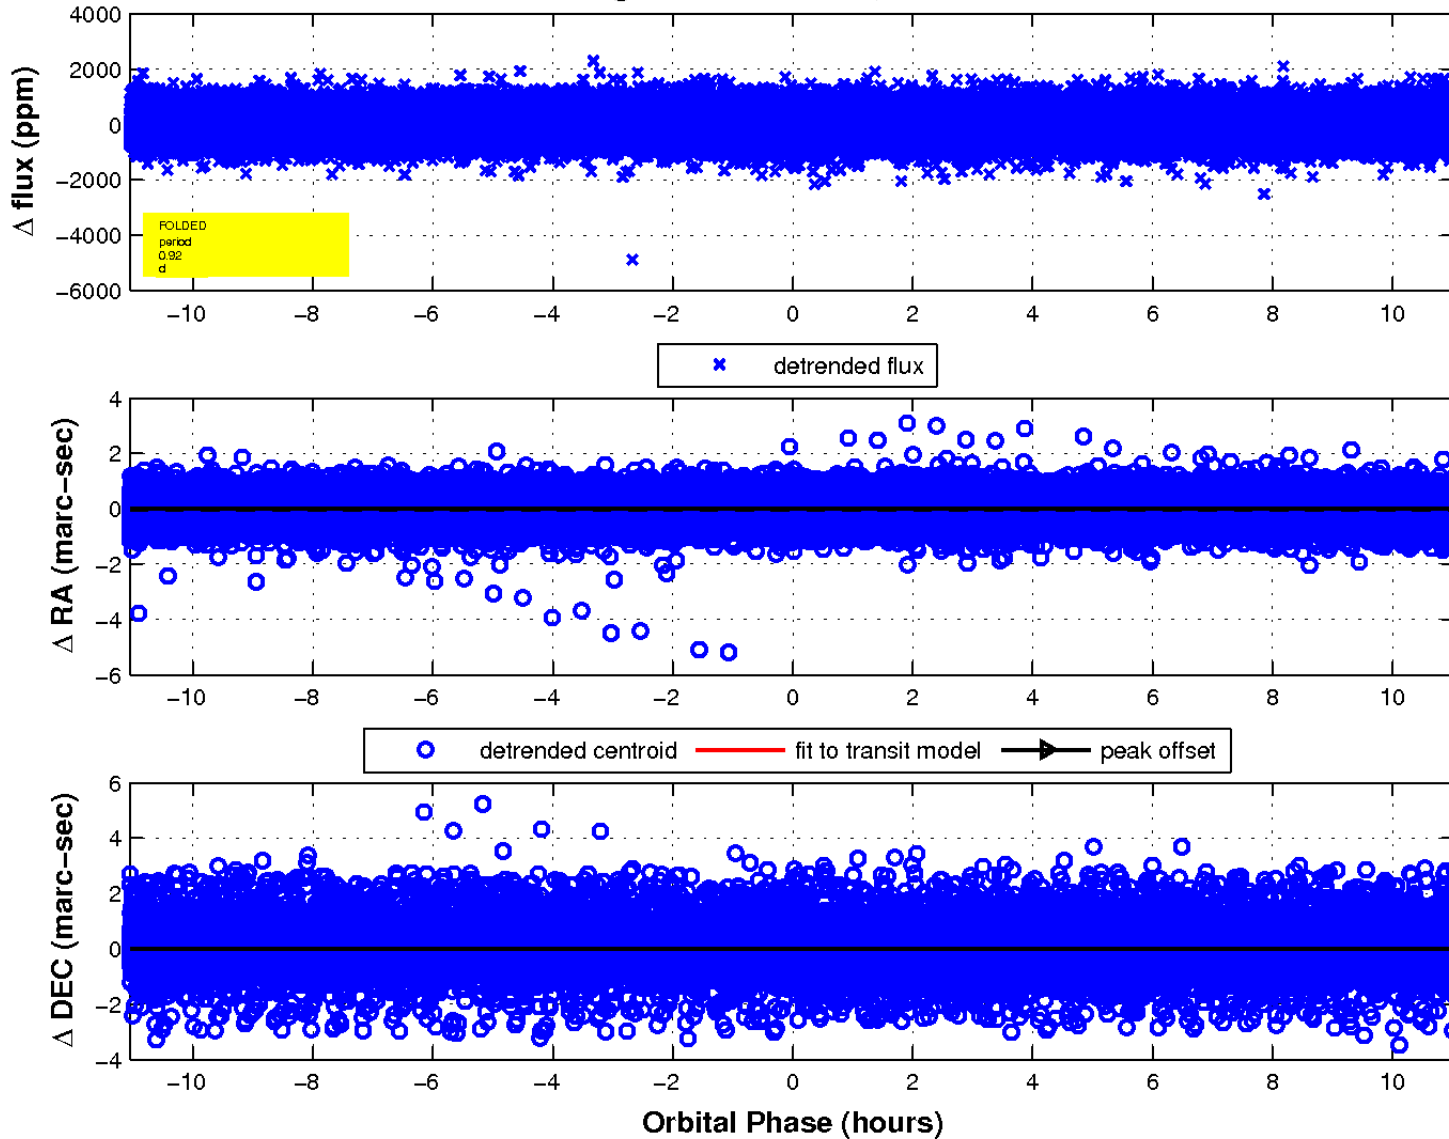 4000
2000
0
−2000
−4000
−6000
Δ flux (ppm)
FOLDED
period
0.92
d
−10 −8 −6 −4 −2 0 2 4 6 8 10
detrended flux
4
2
0
−2
−4
−6
Δ RA (marc−sec)
−10 −8 −6 −4 −2 0 2 4 6 8 10
detrended centroid fit to transit model peak offset
6
4
2
0
−2
−4
Δ DEC (marc−sec)
−10 −8 −6 −4 −2 0 2 4 6 8 10
Orbital Phase (hours)